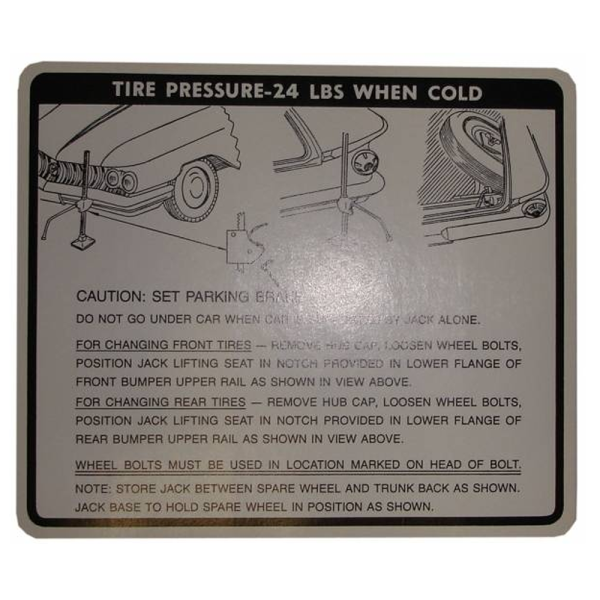 TIRE PRESSURE-24 LBS WHEN COLD
CAUTION: SET PARKING BRAKE
DO NOT GO UNDER CAR WHEN CAR IS SUPPORTED BY JACK ALONE.
FOR CHANGING FRONT TIRES — REMOVE HUB CAP, LOOSEN WHEEL BOLTS,
POSITION JACK LIFTING SEAT IN NOTCH PROVIDED IN LOWER FLANGE OF
FRONT BUMPER UPPER RAIL AS SHOWN IN VIEW ABOVE.
FOR CHANGING REAR TIRES — REMOVE HUB CAP, LOOSEN WHEEL BOLTS,
POSITION JACK LIFTING SEAT IN NOTCH PROVIDED IN LOWER FLANGE OF
REAR BUMPER UPPER RAIL AS SHOWN IN VIEW ABOVE.
WHEEL BOLTS MUST BE USED IN LOCATION MARKED ON HEAD OF BOLT.
NOTE: STORE JACK BETWEEN SPARE WHEEL AND TRUNK BACK AS SHOWN.
JACK BASE TO HOLD SPARE WHEEL IN POSITION AS SHOWN.